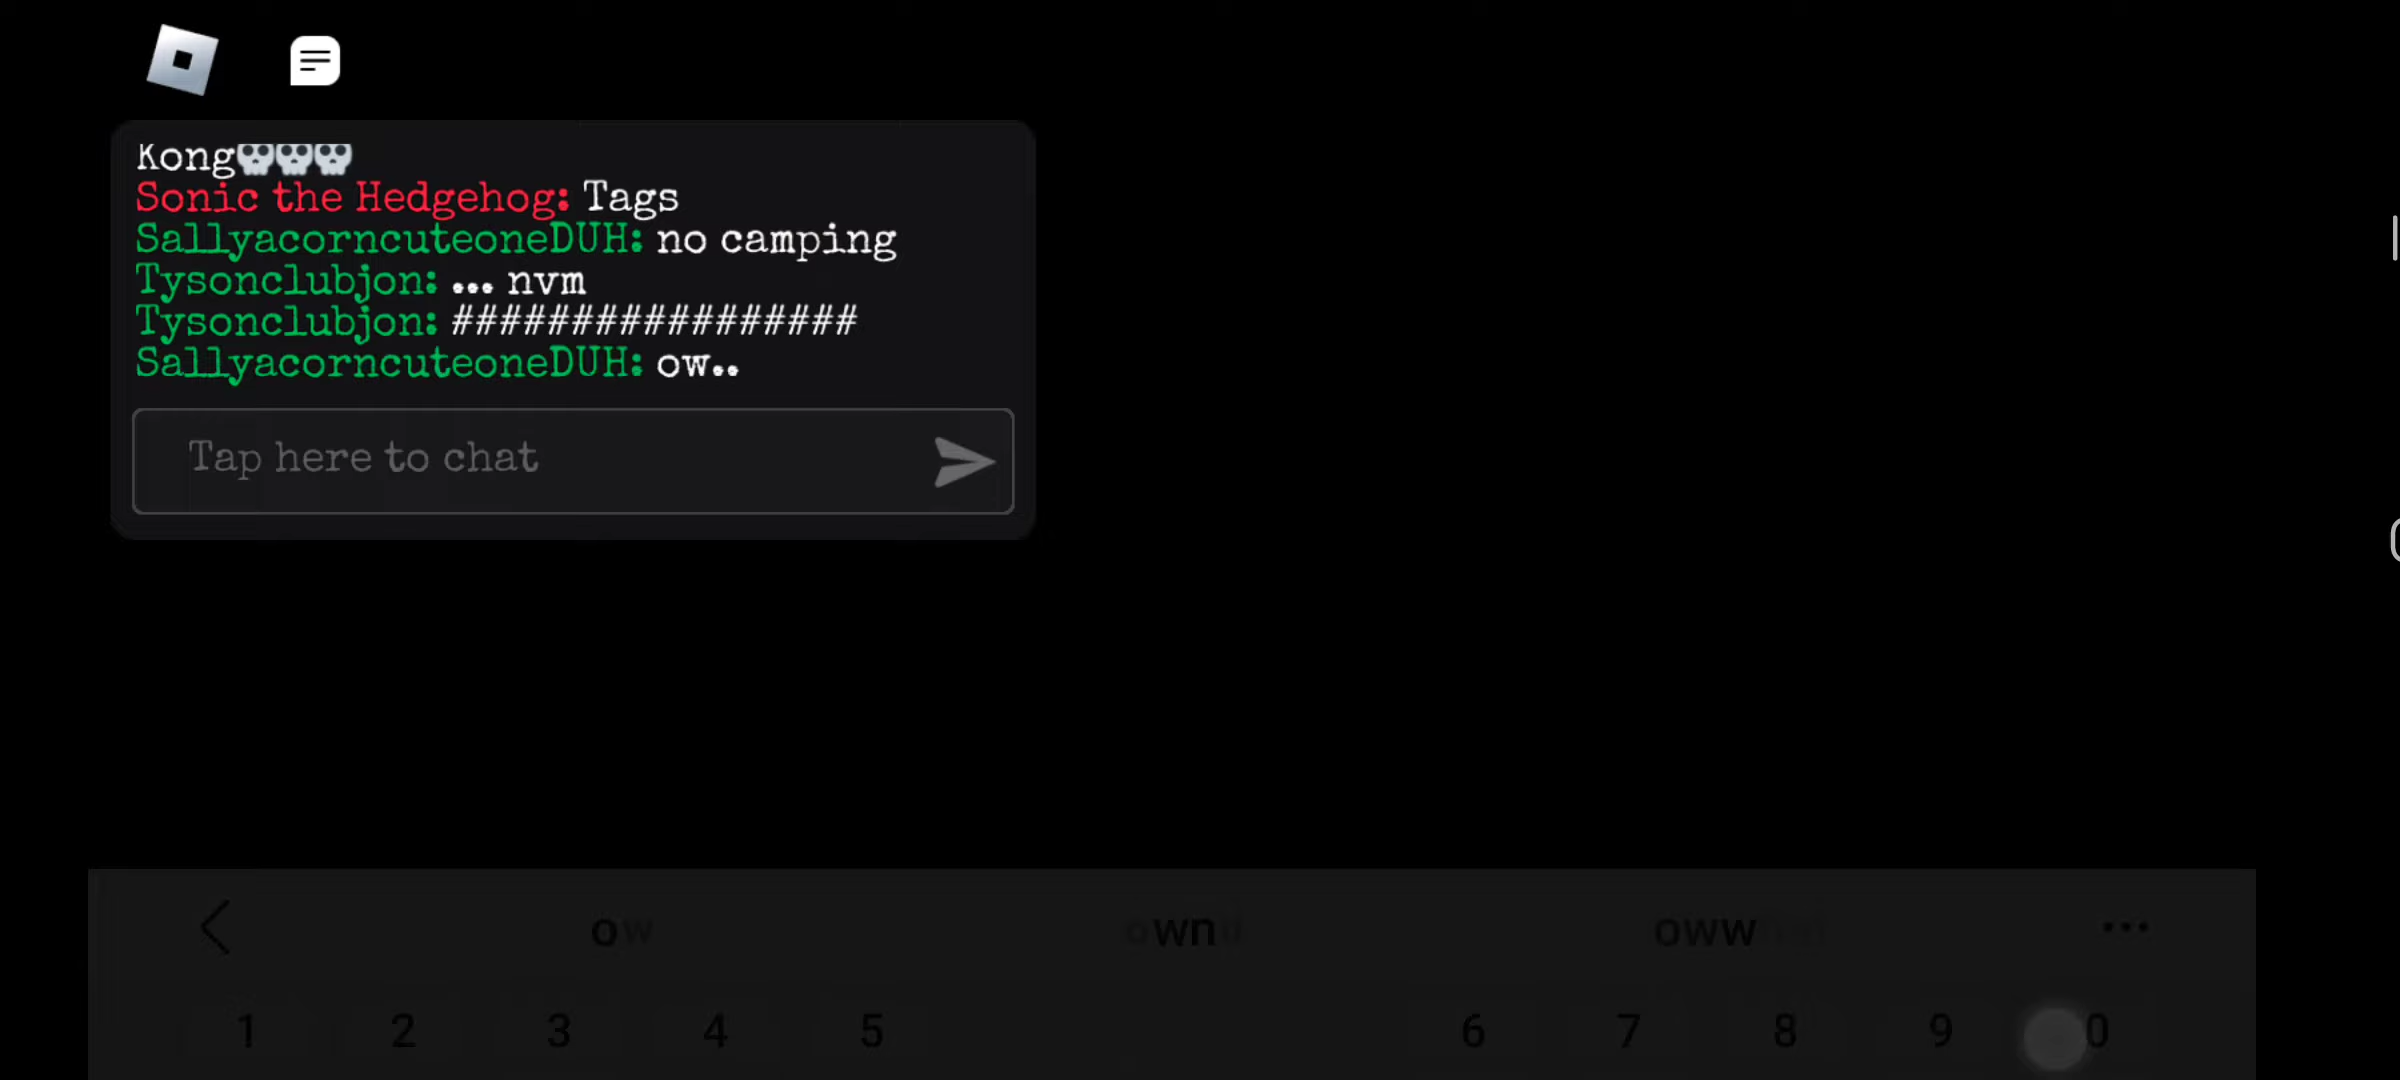 Kong💀💀💀
Sonic the Hedgehog: Tags
SallyacorncuteoneDUH: no camping
Tysonclubjon: ... nvm
Tysonclubjon: #################
SallyacorncuteoneDUH: ow..
Tap here to chat
ow own oww
1 2 3 4 5 6 7 8 9 0